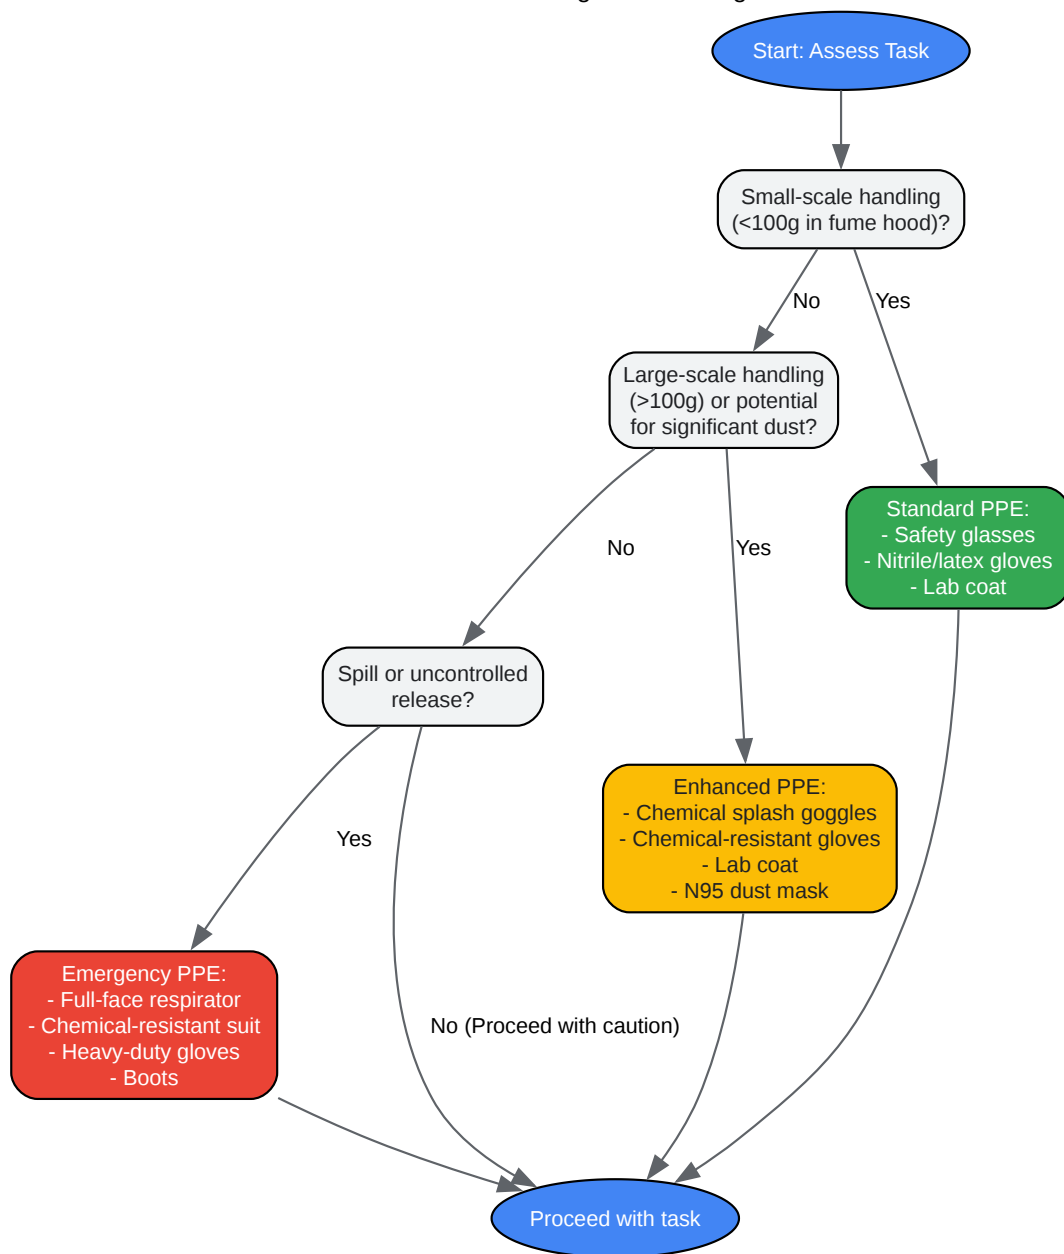 Start: Assess Task
Small-scale handling
(<100g in fume hood)?
No
Yes
Large-scale handling
(>100g) or potential
for significant dust?
Standard PPE:
- Safety glasses
- Nitrile/latex gloves
- Lab coat
No
Yes
Spill or uncontrolled
release?
Enhanced PPE:
- Chemical splash goggles
- Chemical-resistant gloves
- Lab coat
- N95 dust mask
Yes
Emergency PPE:
- Full-face respirator
- Chemical-resistant suit
- Heavy-duty gloves
- Boots
No (Proceed with caution)
Proceed with task